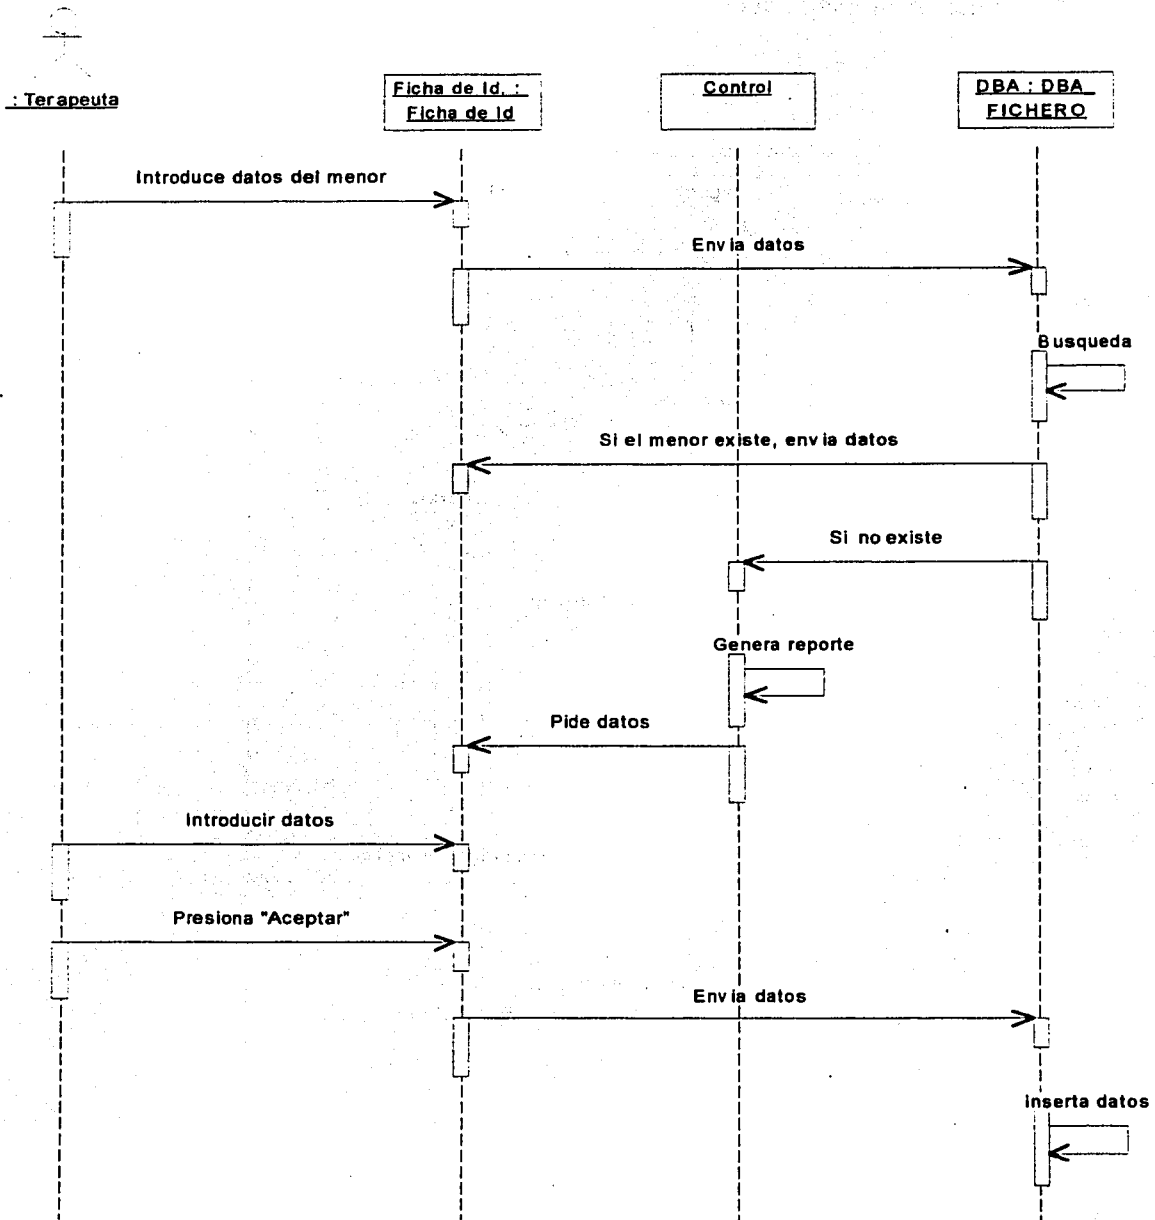 : Terapeuta
Ficha de Id. :
Ficha de Id
Control
DBA : DBA_
FICHERO
Introduce datos del menor
Envia datos
Busqueda
Si el menor existe, envia datos
Si no existe
Genera reporte
Pide datos
Introducir datos
Presiona "Aceptar"
Envia datos
Inserta datos